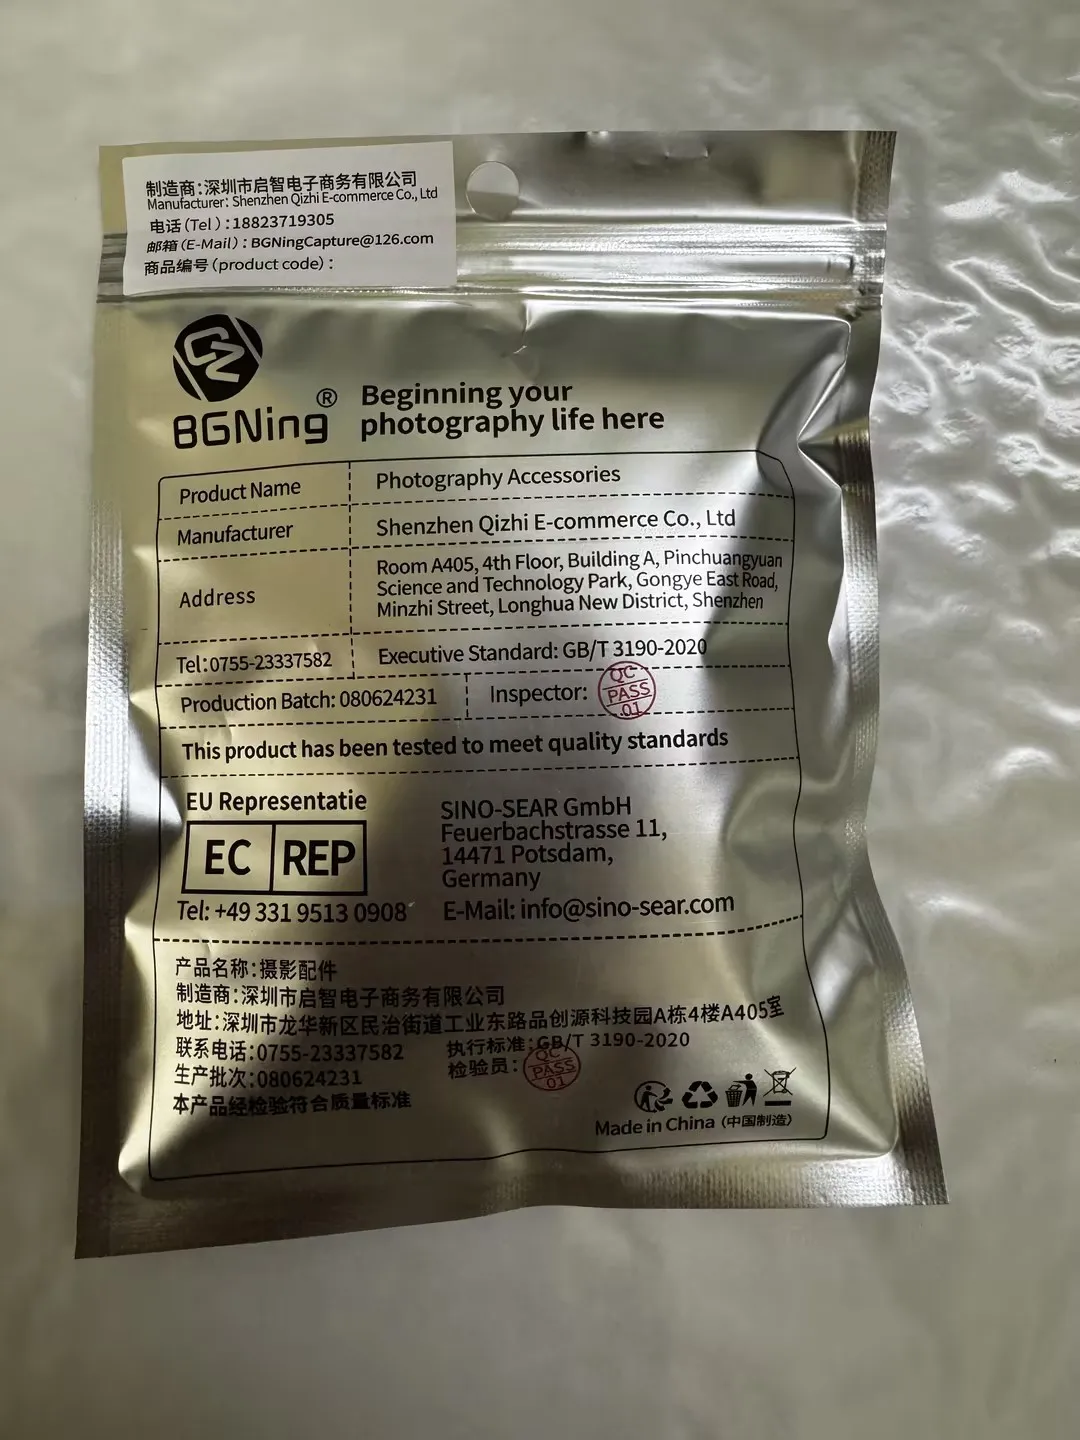 制造商:深圳市启智电子商务有限公司
Manufacturer: Shenzhen Qizhi E-commerce Co., Ltd
电话(Tel):18823719305
邮箱(E-Mail): BGNingCapture@126.com
商品编号(product code):
BGNing®
Beginning your
photography life here
Product Name Photography Accessories
Manufacturer Shenzhen Qizhi E-commerce Co., Ltd
Address Room A405, 4th Floor, Building A, Pinchuangyuan
Science and Technology Park, Gongye East Road,
Minzhi Street, Longhua New District, Shenzhen
Tel:0755-23337582 Executive Standard: GB/T 3190-2020
Production Batch: 080624231 Inspector: QC PASS 01
This product has been tested to meet quality standards
EU Representatie
EC REP
Tel: +49 331 9513 0908
SINO-SEAR GmbH
Feuerbachstrasse 11,
14471 Potsdam,
Germany
E-Mail: info@sino-sear.com
产品名称:摄影配件
制造商:深圳市启智电子商务有限公司
地址:深圳市龙华新区民治街道工业东路品创源科技园A栋4楼A405室
联系电话:0755-23337582 执行标准:GB/T 3190-2020
生产批次:080624231 检验员: QC PASS 01
本产品经检验符合质量标准
Made in China (中国制造)